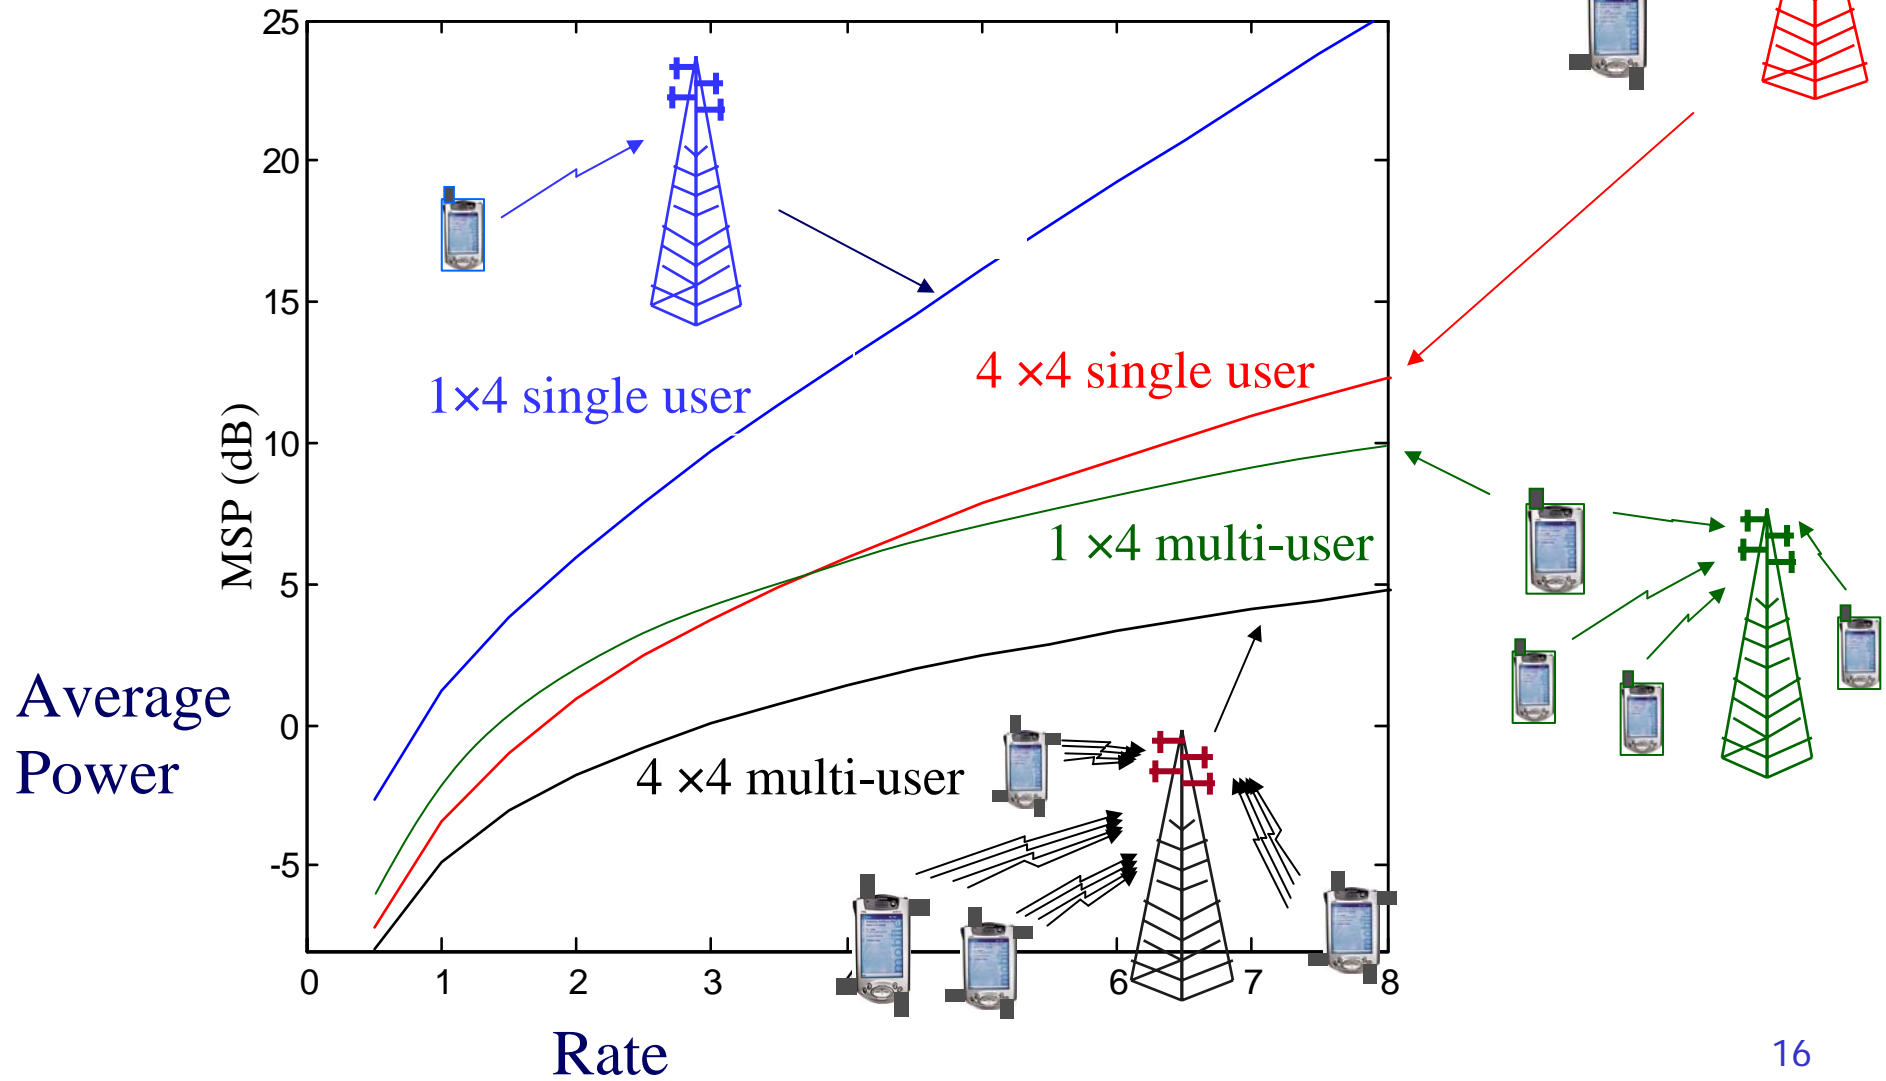 25
20
15
10
5
0
-5
MSP (dB)
1×4 single user
4 ×4 single user
1 ×4 multi-user
4 ×4 multi-user
Average
Power
0
1
2
3
6
7
8
Rate
16